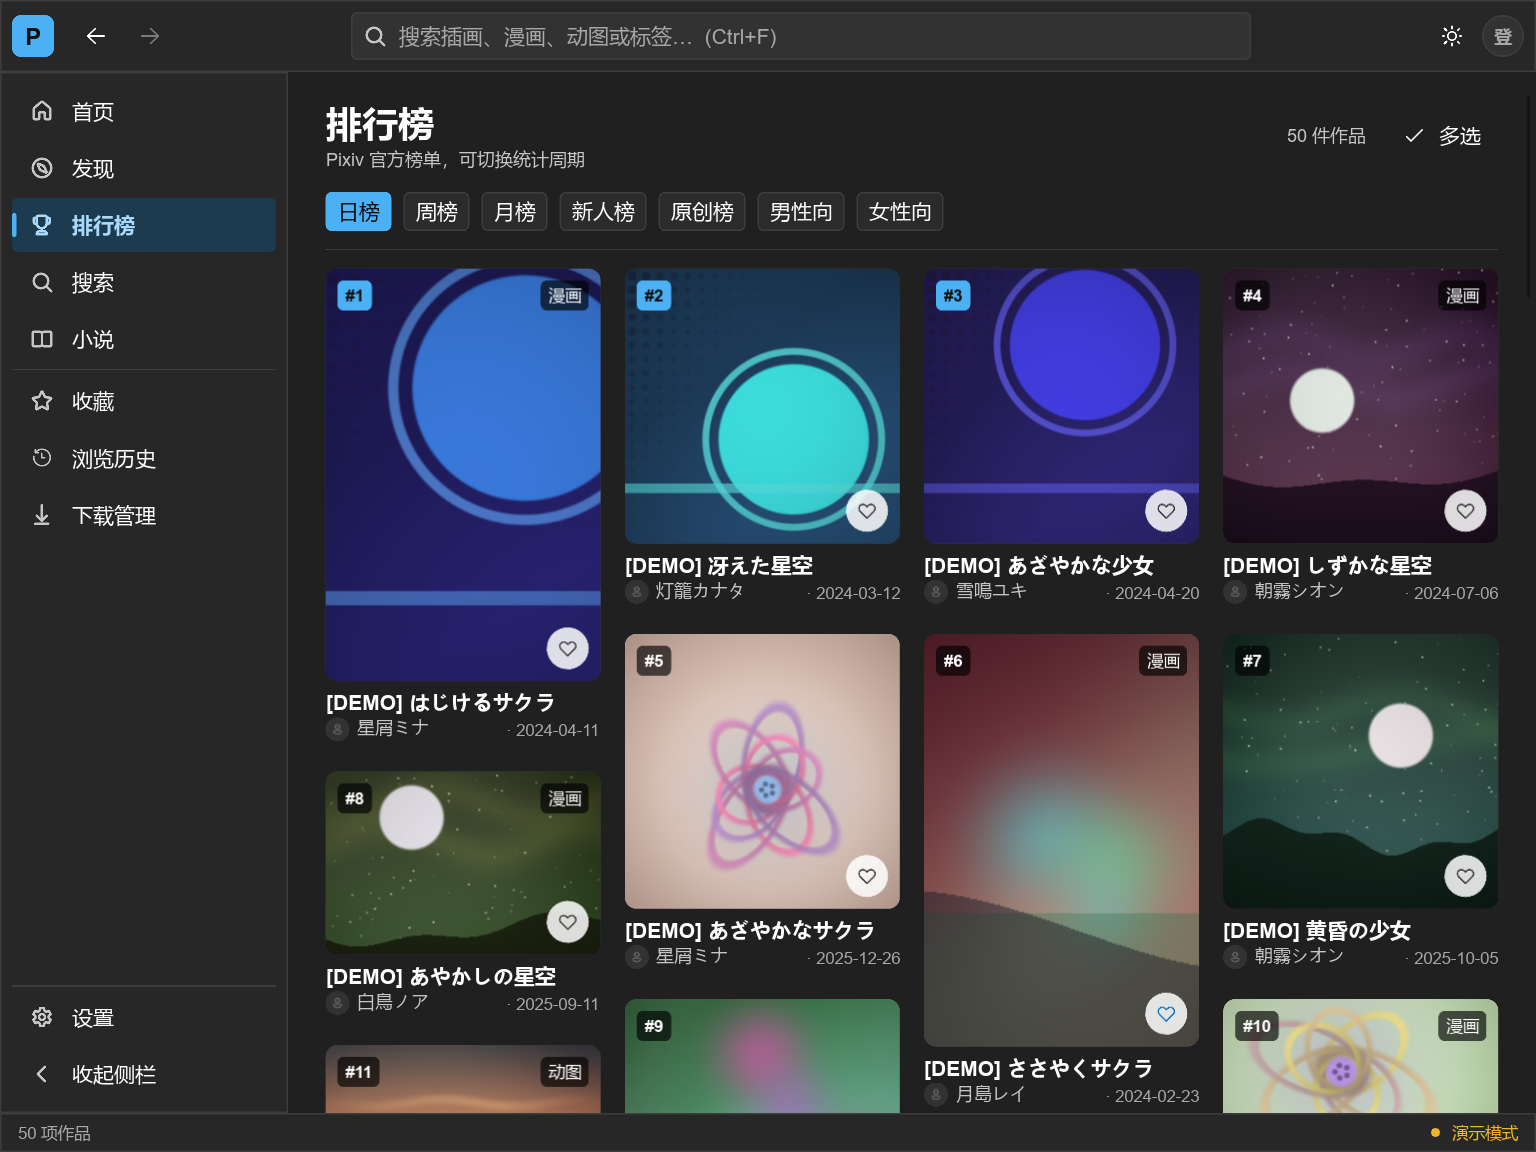 P
搜索插画、漫画、动图或标签... (Ctrl+F)
登
首页
发现
排行榜
搜索
小说
收藏
浏览历史
下载管理
设置
收起侧栏
排行榜
Pixiv 官方榜单，可切换统计周期
50 件作品
多选
日榜
周榜
月榜
新人榜
原创榜
男性向
女性向
#1
漫画
[DEMO] はじけるサクラ
星屑ミナ
· 2024-04-11
#2
[DEMO] 冴えた星空
灯籠カナタ
· 2024-03-12
#3
[DEMO] あざやかな少女
雪鳴ユキ
· 2024-04-20
#4
漫画
[DEMO] しずかな星空
朝霧シオン
· 2024-07-06
#5
[DEMO] あざやかなサクラ
星屑ミナ
· 2025-12-26
#6
漫画
[DEMO] ささやくサクラ
月島レイ
· 2024-02-23
#7
[DEMO] 黄昏の少女
朝霧シオン
· 2025-10-05
#8
漫画
[DEMO] あやかしの星空
白鳥ノア
· 2025-09-11
#9
#10
漫画
#11
动图
50 项作品
演示模式